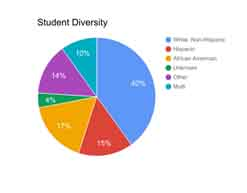 Student Diversity
10%
14%
4%
17%
15%
40%
White, Non-Hispanic
Hispanic
African American
Unknown
Other
Multi